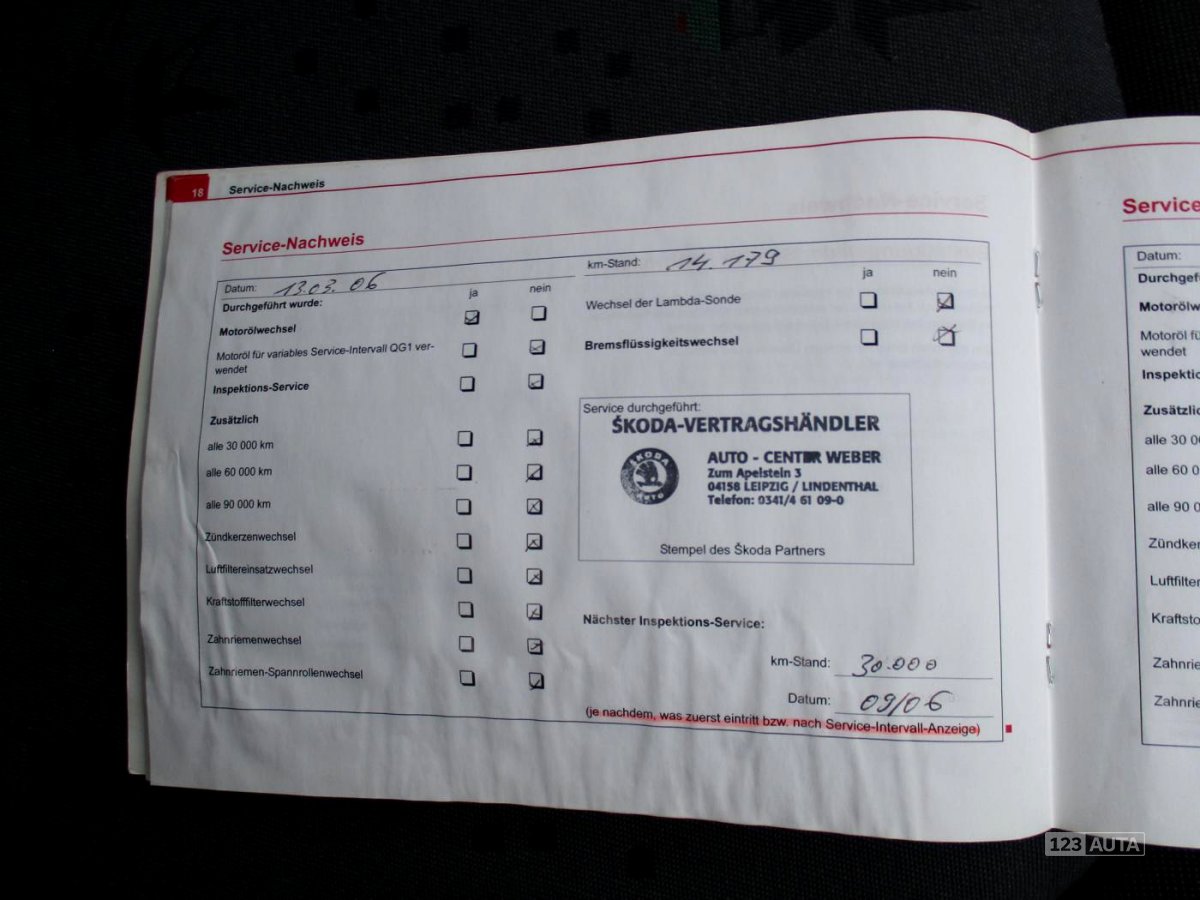 18 Service-Nachweis
Service-Nachweis
Datum: 13.03.06
km-Stand: 14.179
Durchgeführt wurde: ja nein
ja nein
Motorölwechsel
Wechsel der Lambda-Sonde
Motoröl für variables Service-Intervall QG1 ver-
wendet
Bremsflüssigkeitswechsel
Inspektions-Service
Zusätzlich
alle 30 000 km
alle 60 000 km
alle 90 000 km
Zündkerzenwechsel
Luftfiltereinsatzwechsel
Kraftstofffilterwechsel
Zahnriemenwechsel
Zahnriemen-Spannrollenwechsel
Service durchgeführt:
ŠKODA-VERTRAGSHÄNDLER
ŠKODA
AUTO
AUTO - CENTER WEBER
Zum Apelstein 3
04158 LEIPZIG / LINDENTHAL
Telefon: 0341/4 61 09-0
Stempel des Škoda Partners
Nächster Inspektions-Service:
km-Stand: 30.000
Datum: 09/06
(je nachdem, was zuerst eintritt bzw. nach Service-Intervall-Anzeige)
Service
Datum:
Durchgef
Motorölw
Motoröl fü
wendet
Inspektio
Zusätzlic
alle 30 00
alle 60 0
alle 90 0
Zündker
Luftfilter
Kraftsto
Zahnrie
Zahnrie
123 AUTA